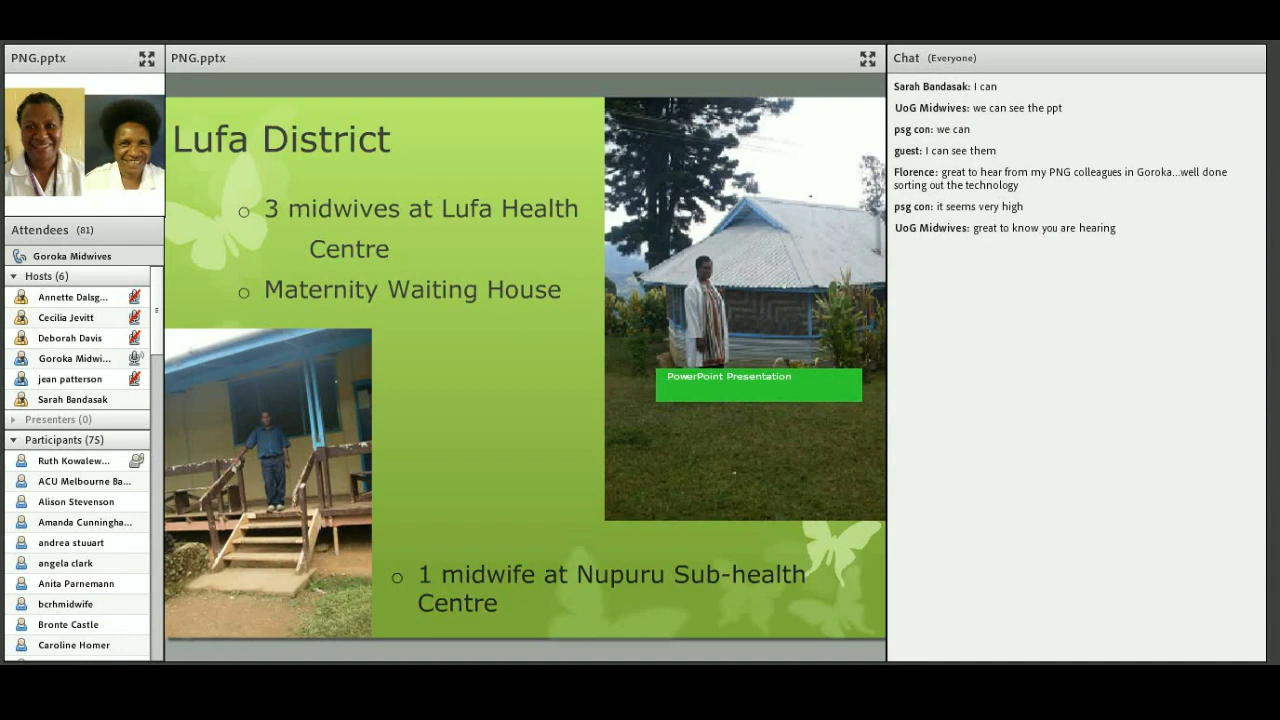 PNG.pptx
Attendees (81)
Goroka Midwives
Hosts (6)
Annette Dalsg...
Cecilia Jevitt
Deborah Davis
Goroka Midwi...
jean patterson
Sarah Bandasak
Presenters (0)
Participants (75)
Ruth Kowalew...
ACU Melbourne Ba...
Alison Stevenson
Amanda Cunningha...
andrea stuuart
angela clark
Anita Parnemann
bcrhmidwife
Bronte Castle
Caroline Homer
PNG.pptx
Lufa District
3 midwives at Lufa Health
Centre
Maternity Waiting House
PowerPoint Presentation
1 midwife at Nupuru Sub-health
Centre
Chat (Everyone)
Sarah Bandasak: I can
UoG Midwives: we can see the ppt
psg con: we can
guest: I can see them
Florence: great to hear from my PNG colleagues in Goroka...well done
sorting out the technology
psg con: it seems very high
UoG Midwives: great to know you are hearing